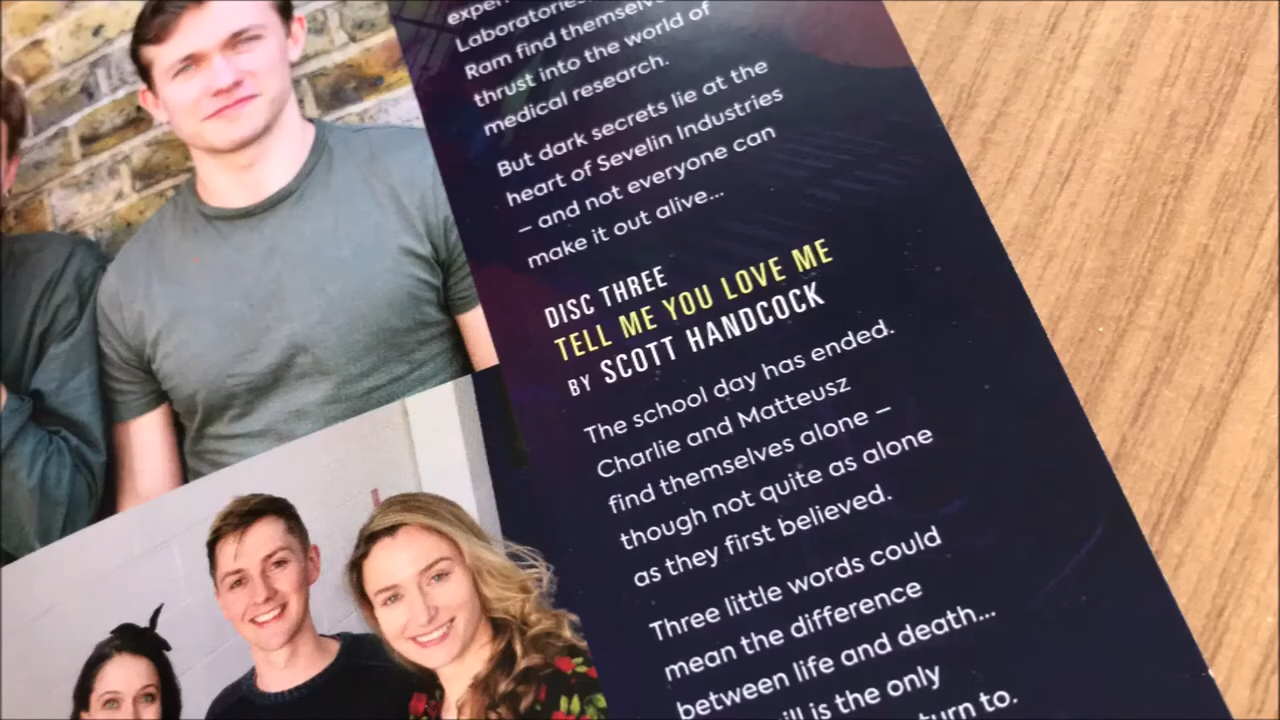 Laboratories,
Ram find
thrust into the world of
medical research.
But dark secrets lie at the
heart of Sevelin Industries
– and not everyone can
make it out alive...
DISC THREE
TELL ME YOU LOVE ME
BY SCOTT HANDCOCK
The school day has ended.
Charlie and Matteusz
find themselves alone –
though not quite as alone
as they first believed.
Three little words could
mean the difference
between life and death...
is the only
turn to.